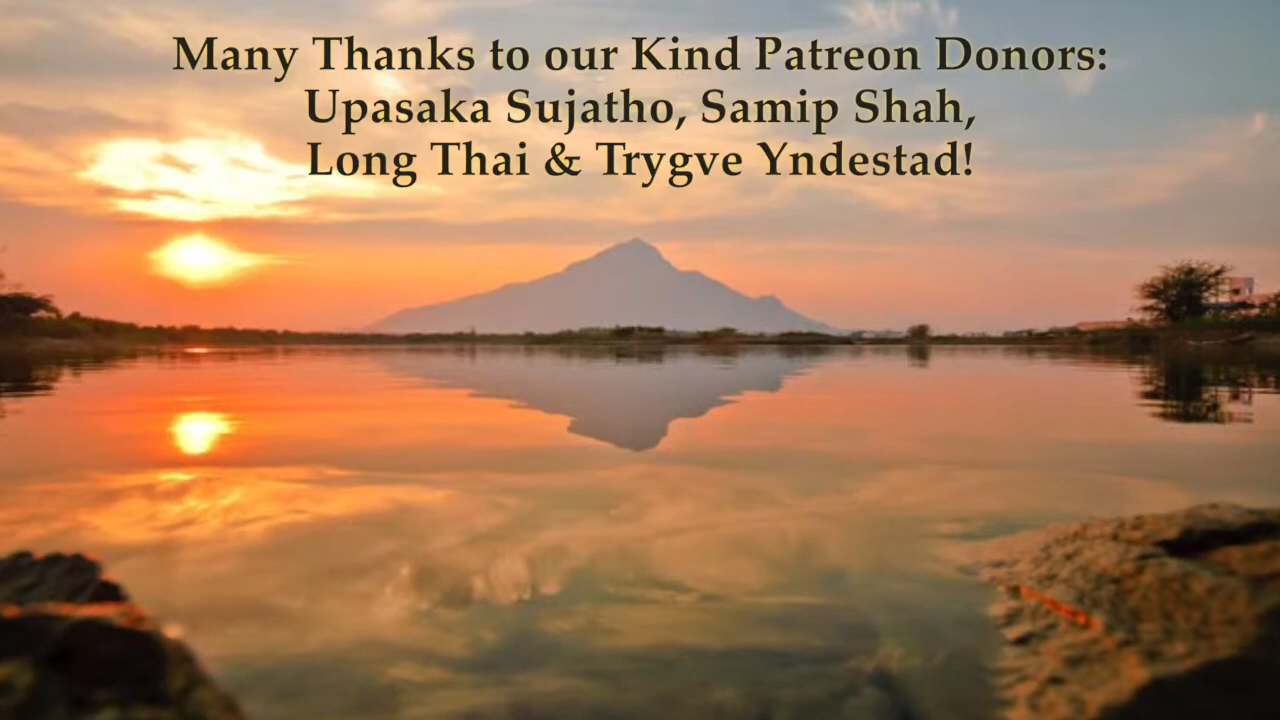 Many Thanks to our Kind Patreon Donors:
Upasaka Sujatho, Samip Shah,
Long Thai & Trygve Yndestad!